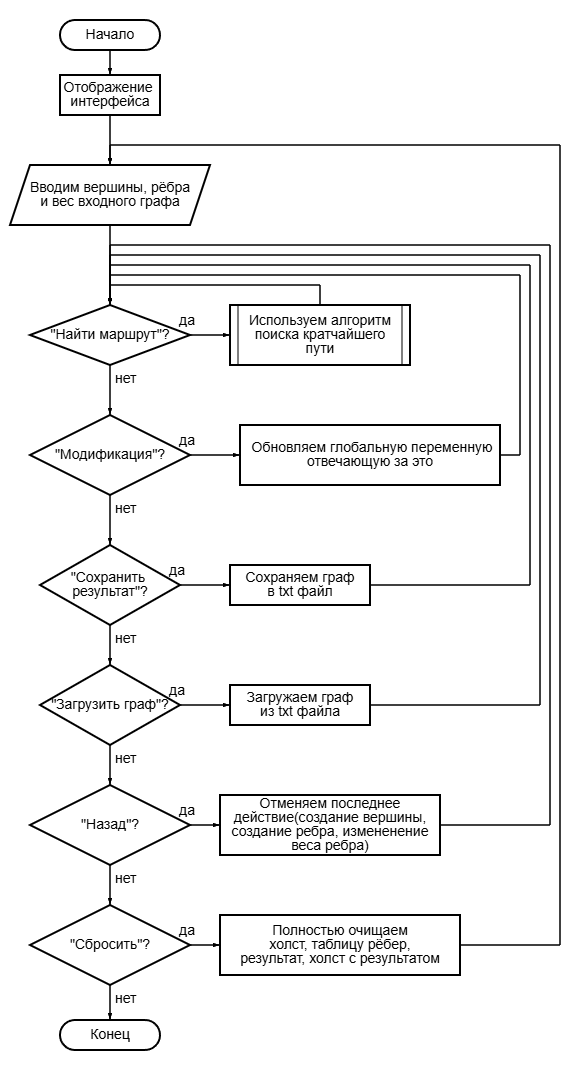 Начало
Отображение
интерфейса
Вводим вершины, рёбра
и вес входного графа
"Найти маршрут"?
да
Используем алгоритм
поиска кратчайшего
пути
нет
"Модификация"?
да
Обновляем глобальную переменную
отвечающую за это
нет
"Сохранить
результат"?
да
Сохраняем граф
в txt файл
нет
"Загрузить граф"?
да
Загружаем граф
из txt файла
нет
"Назад"?
да
Отменяем последнее
действие(создание вершины,
создание ребра, измененение
веса ребра)
нет
"Сбросить"?
да
Полностью очищаем
холст, таблицу рёбер,
результат, холст с результатом
нет
Конец